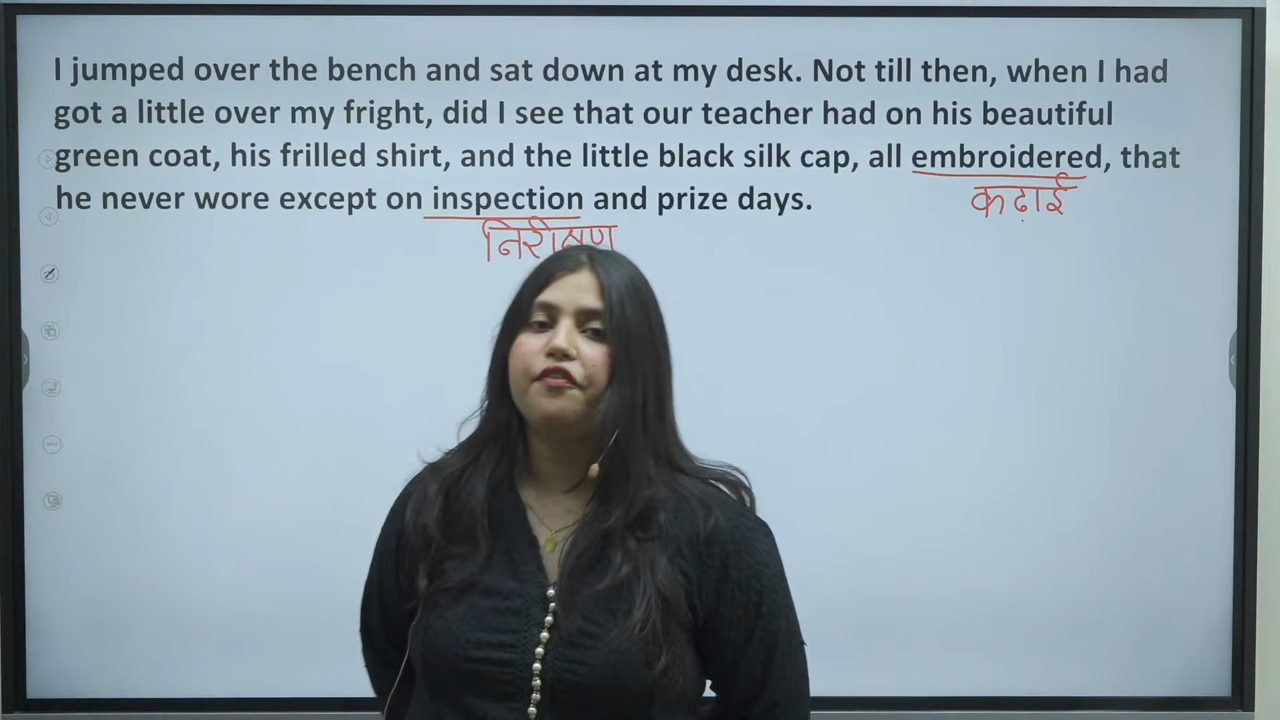 I jumped over the bench and sat down at my desk. Not till then, when I had
got a little over my fright, did I see that our teacher had on his beautiful
green coat, his frilled shirt, and the little black silk cap, all embroidered, that
he never wore except on inspection and prize days.
कढ़ाई
निरीक्षण